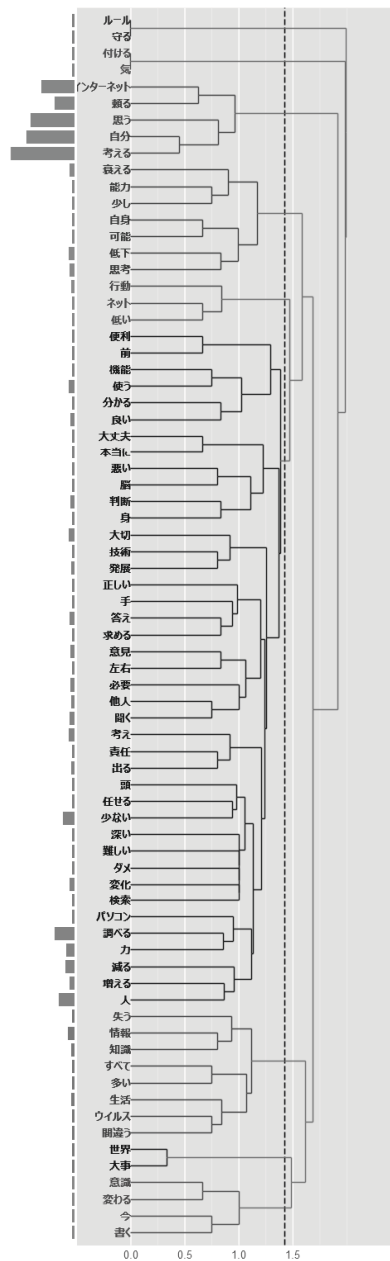 ルール
守る
付ける
気
インターネット
頼る
思う
自分
考える
衰える
能力
少し
自身
可能
低下
思考
行動
ネット
低い
便利
前
機能
使う
分かる
良い
大丈夫
本当に
悪い
脳
判断
身
大切
技術
発展
正しい
手
答え
求める
意見
左右
必要
他人
聞く
考え
責任
出る
頭
任せる
少ない
深い
難しい
ダメ
変化
検索
パソコン
調べる
力
減る
増える
人
失う
情報
知識
すべて
多い
生活
ウイルス
間違う
世界
大事
意識
変わる
今
書く
0.0 0.5 1.0 1.5